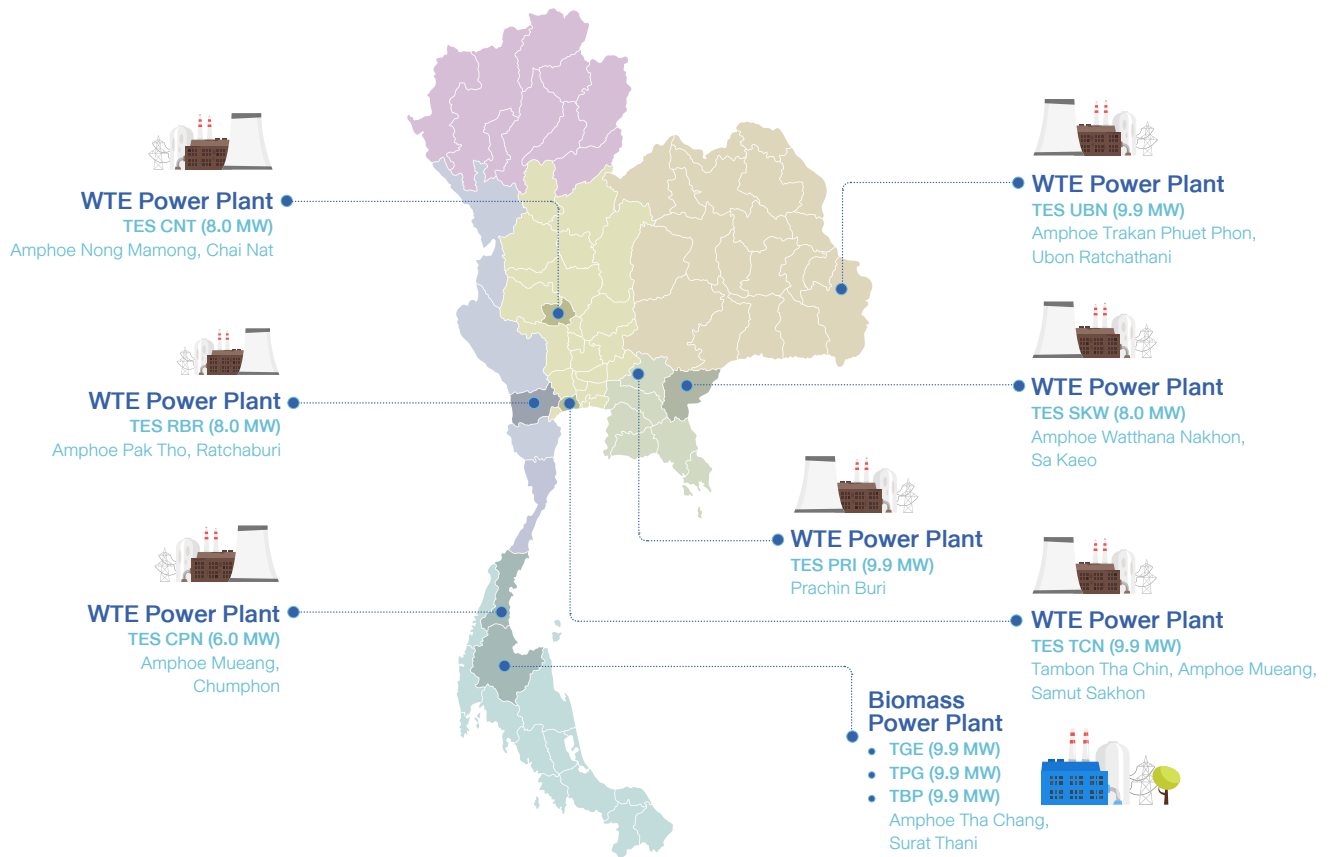 WTE Power Plant
TES CNT (8.0 MW)
Amphoe Nong Mamong, Chai Nat
WTE Power Plant
TES RBR (8.0 MW)
Amphoe Pak Tho, Ratchaburi
WTE Power Plant
TES CPN (6.0 MW)
Amphoe Mueang,
Chumphon
WTE Power Plant
TES UBN (9.9 MW)
Amphoe Trakan Phuet Phon,
Ubon Ratchathani
WTE Power Plant
TES SKW (8.0 MW)
Amphoe Watthana Nakhon,
Sa Kaeo
WTE Power Plant
TES PRI (9.9 MW)
Prachin Buri
WTE Power Plant
TES TCN (9.9 MW)
Tambon Tha Chin, Amphoe Mueang,
Samut Sakhon
Biomass
Power Plant
• TGE (9.9 MW)
• TPG (9.9 MW)
• TBP (9.9 MW)
Amphoe Tha Chang,
Surat Thani